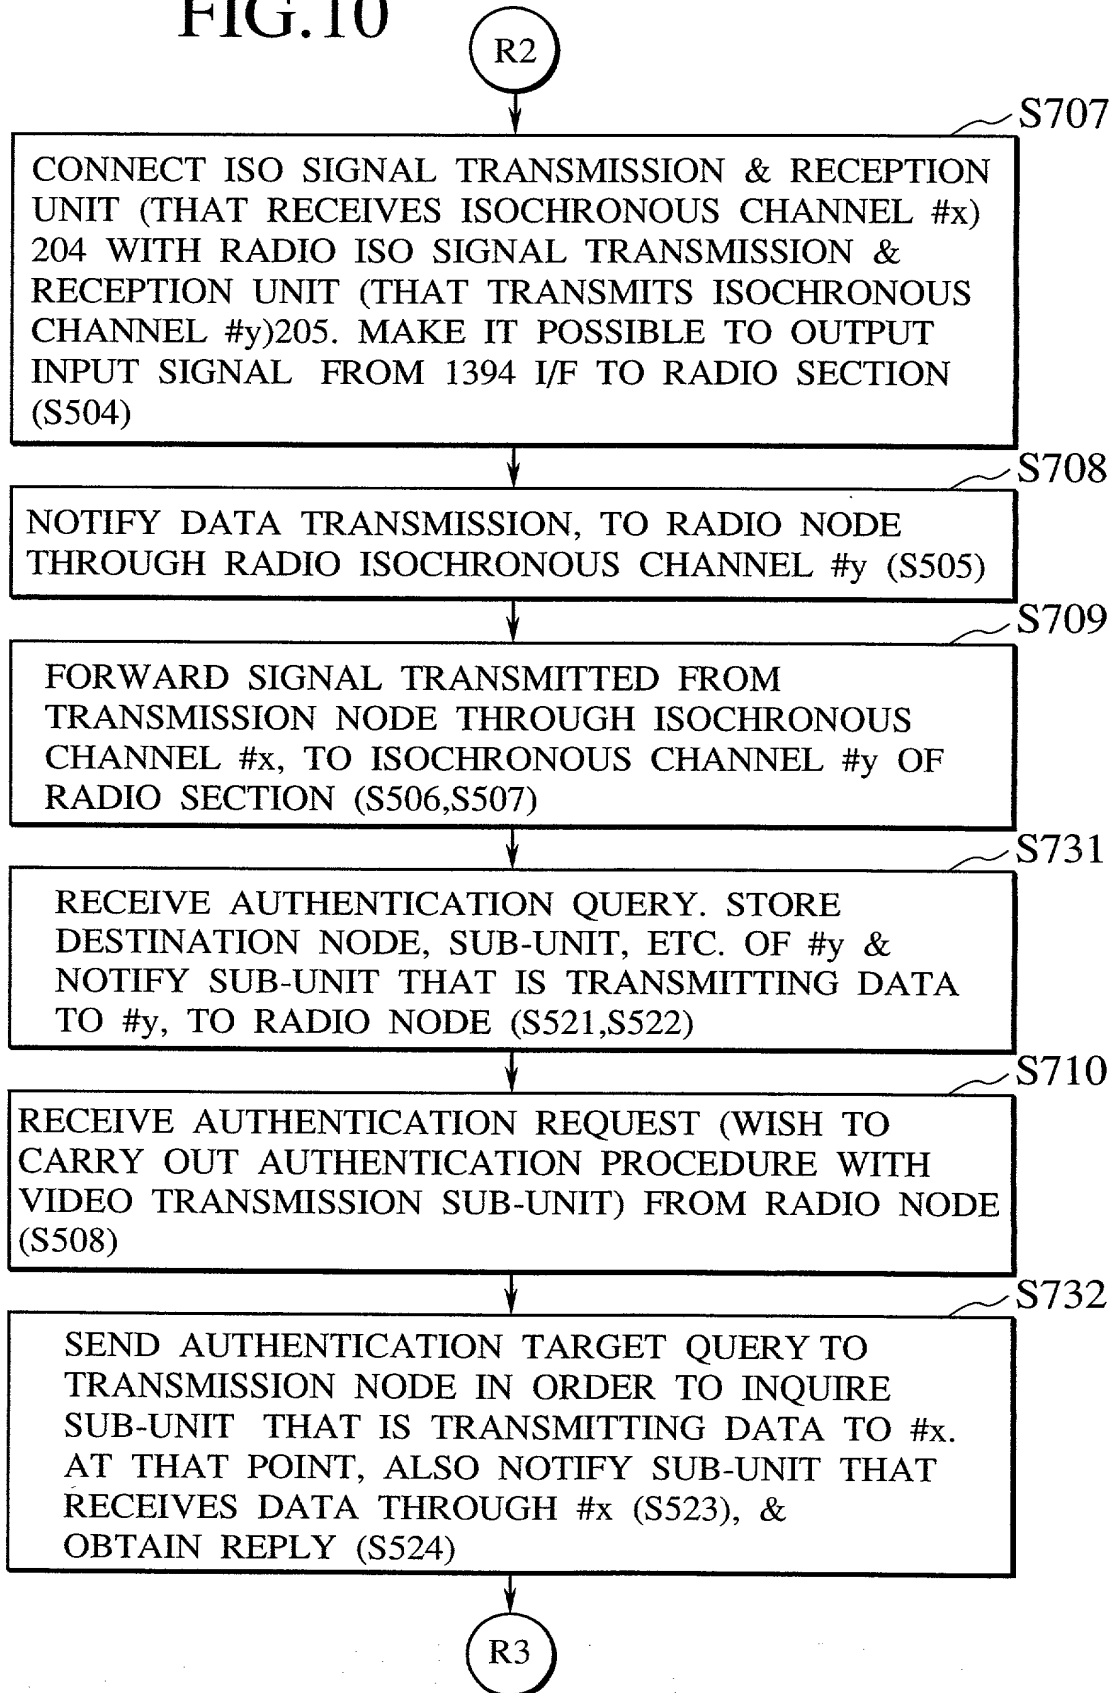 FIG.10
R2
S707
CONNECT ISO SIGNAL TRANSMISSION & RECEPTION
UNIT (THAT RECEIVES ISOCHRONOUS CHANNEL #x)
204 WITH RADIO ISO SIGNAL TRANSMISSION &
RECEPTION UNIT (THAT TRANSMITS ISOCHRONOUS
CHANNEL #y)205. MAKE IT POSSIBLE TO OUTPUT
INPUT SIGNAL FROM 1394 I/F TO RADIO SECTION
(S504)
S708
NOTIFY DATA TRANSMISSION, TO RADIO NODE
THROUGH RADIO ISOCHRONOUS CHANNEL #y (S505)
S709
FORWARD SIGNAL TRANSMITTED FROM
TRANSMISSION NODE THROUGH ISOCHRONOUS
CHANNEL #x, TO ISOCHRONOUS CHANNEL #y OF
RADIO SECTION (S506,S507)
S731
RECEIVE AUTHENTICATION QUERY. STORE
DESTINATION NODE, SUB-UNIT, ETC. OF #y &
NOTIFY SUB-UNIT THAT IS TRANSMITTING DATA
TO #y, TO RADIO NODE (S521,S522)
S710
RECEIVE AUTHENTICATION REQUEST (WISH TO
CARRY OUT AUTHENTICATION PROCEDURE WITH
VIDEO TRANSMISSION SUB-UNIT) FROM RADIO NODE
(S508)
S732
SEND AUTHENTICATION TARGET QUERY TO
TRANSMISSION NODE IN ORDER TO INQUIRE
SUB-UNIT THAT IS TRANSMITTING DATA TO #x.
AT THAT POINT, ALSO NOTIFY SUB-UNIT THAT
RECEIVES DATA THROUGH #x (S523), &
OBTAIN REPLY (S524)
R3